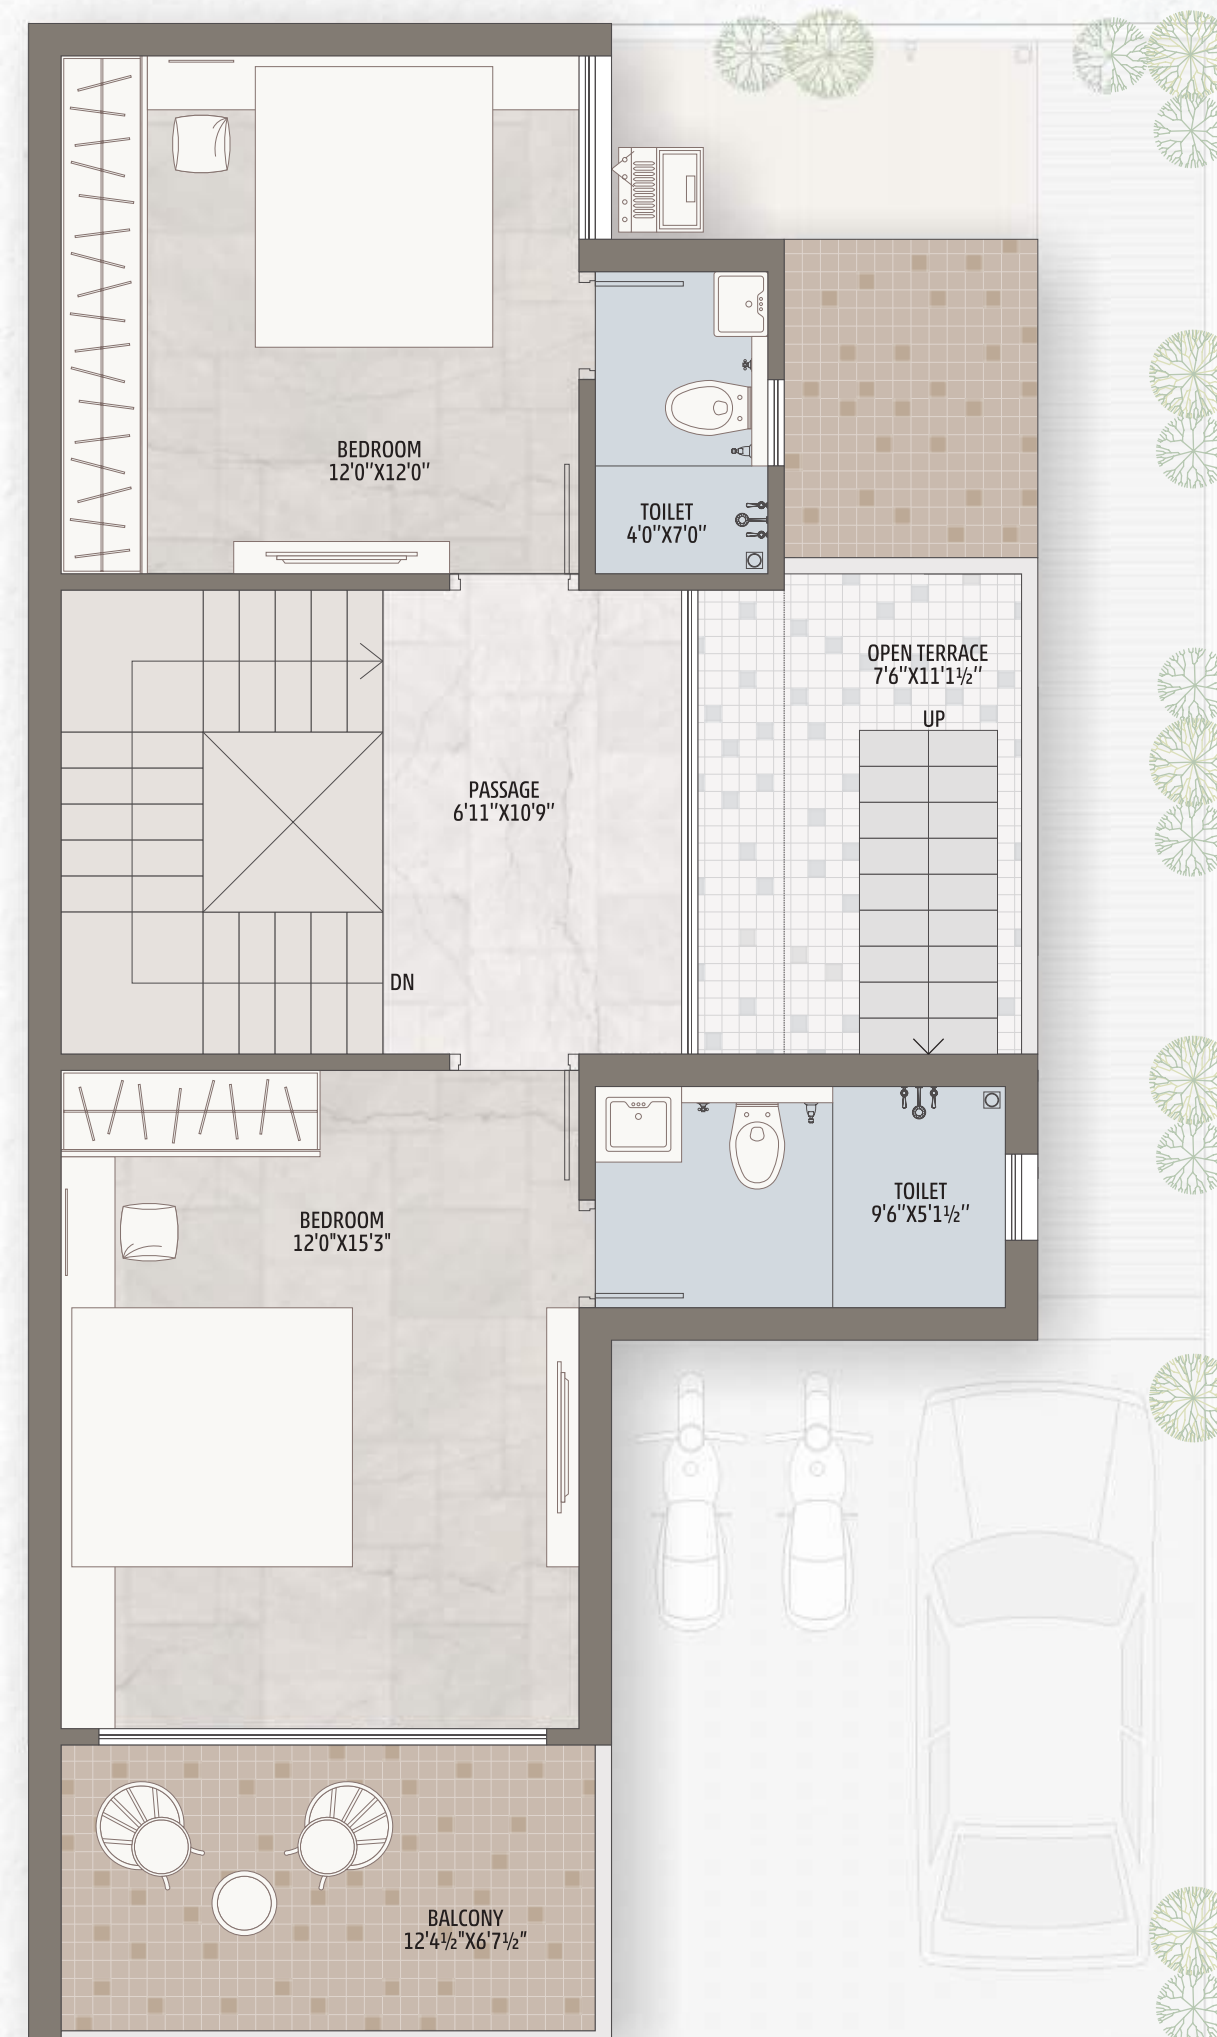 BEDROOM
12'0"X12'0"
TOILET
4'0"X7'0"
OPEN TERRACE
7'6"X11'1½"
UP
PASSAGE
6'11"X10'9"
DN
BEDROOM
12'0"X15'3"
TOILET
9'6"X5'1½"
BALCONY
12'4½"X6'7½"